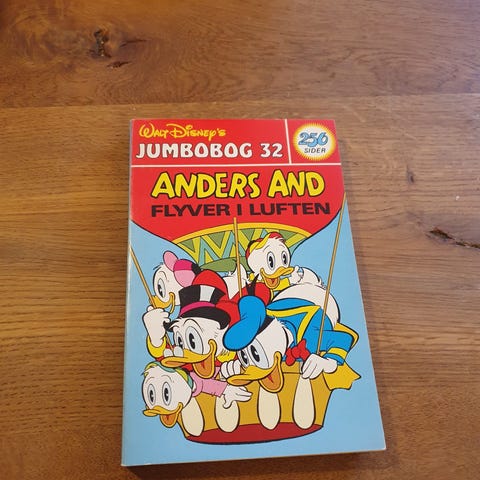 Walt Disney's
JUMBOBOG 32
256
SIDER
ANDERS AND
FLYVER I LUFTEN